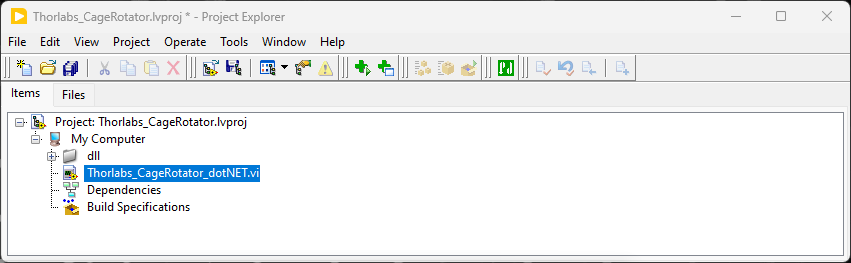 Thorlabs_CageRotator.lvproj * - Project Explorer
File Edit View Project Operate Tools Window Help
Items Files
Project: Thorlabs_CageRotator.lvproj
My Computer
dll
Thorlabs_CageRotator_dotNET.vi
Dependencies
Build Specifications